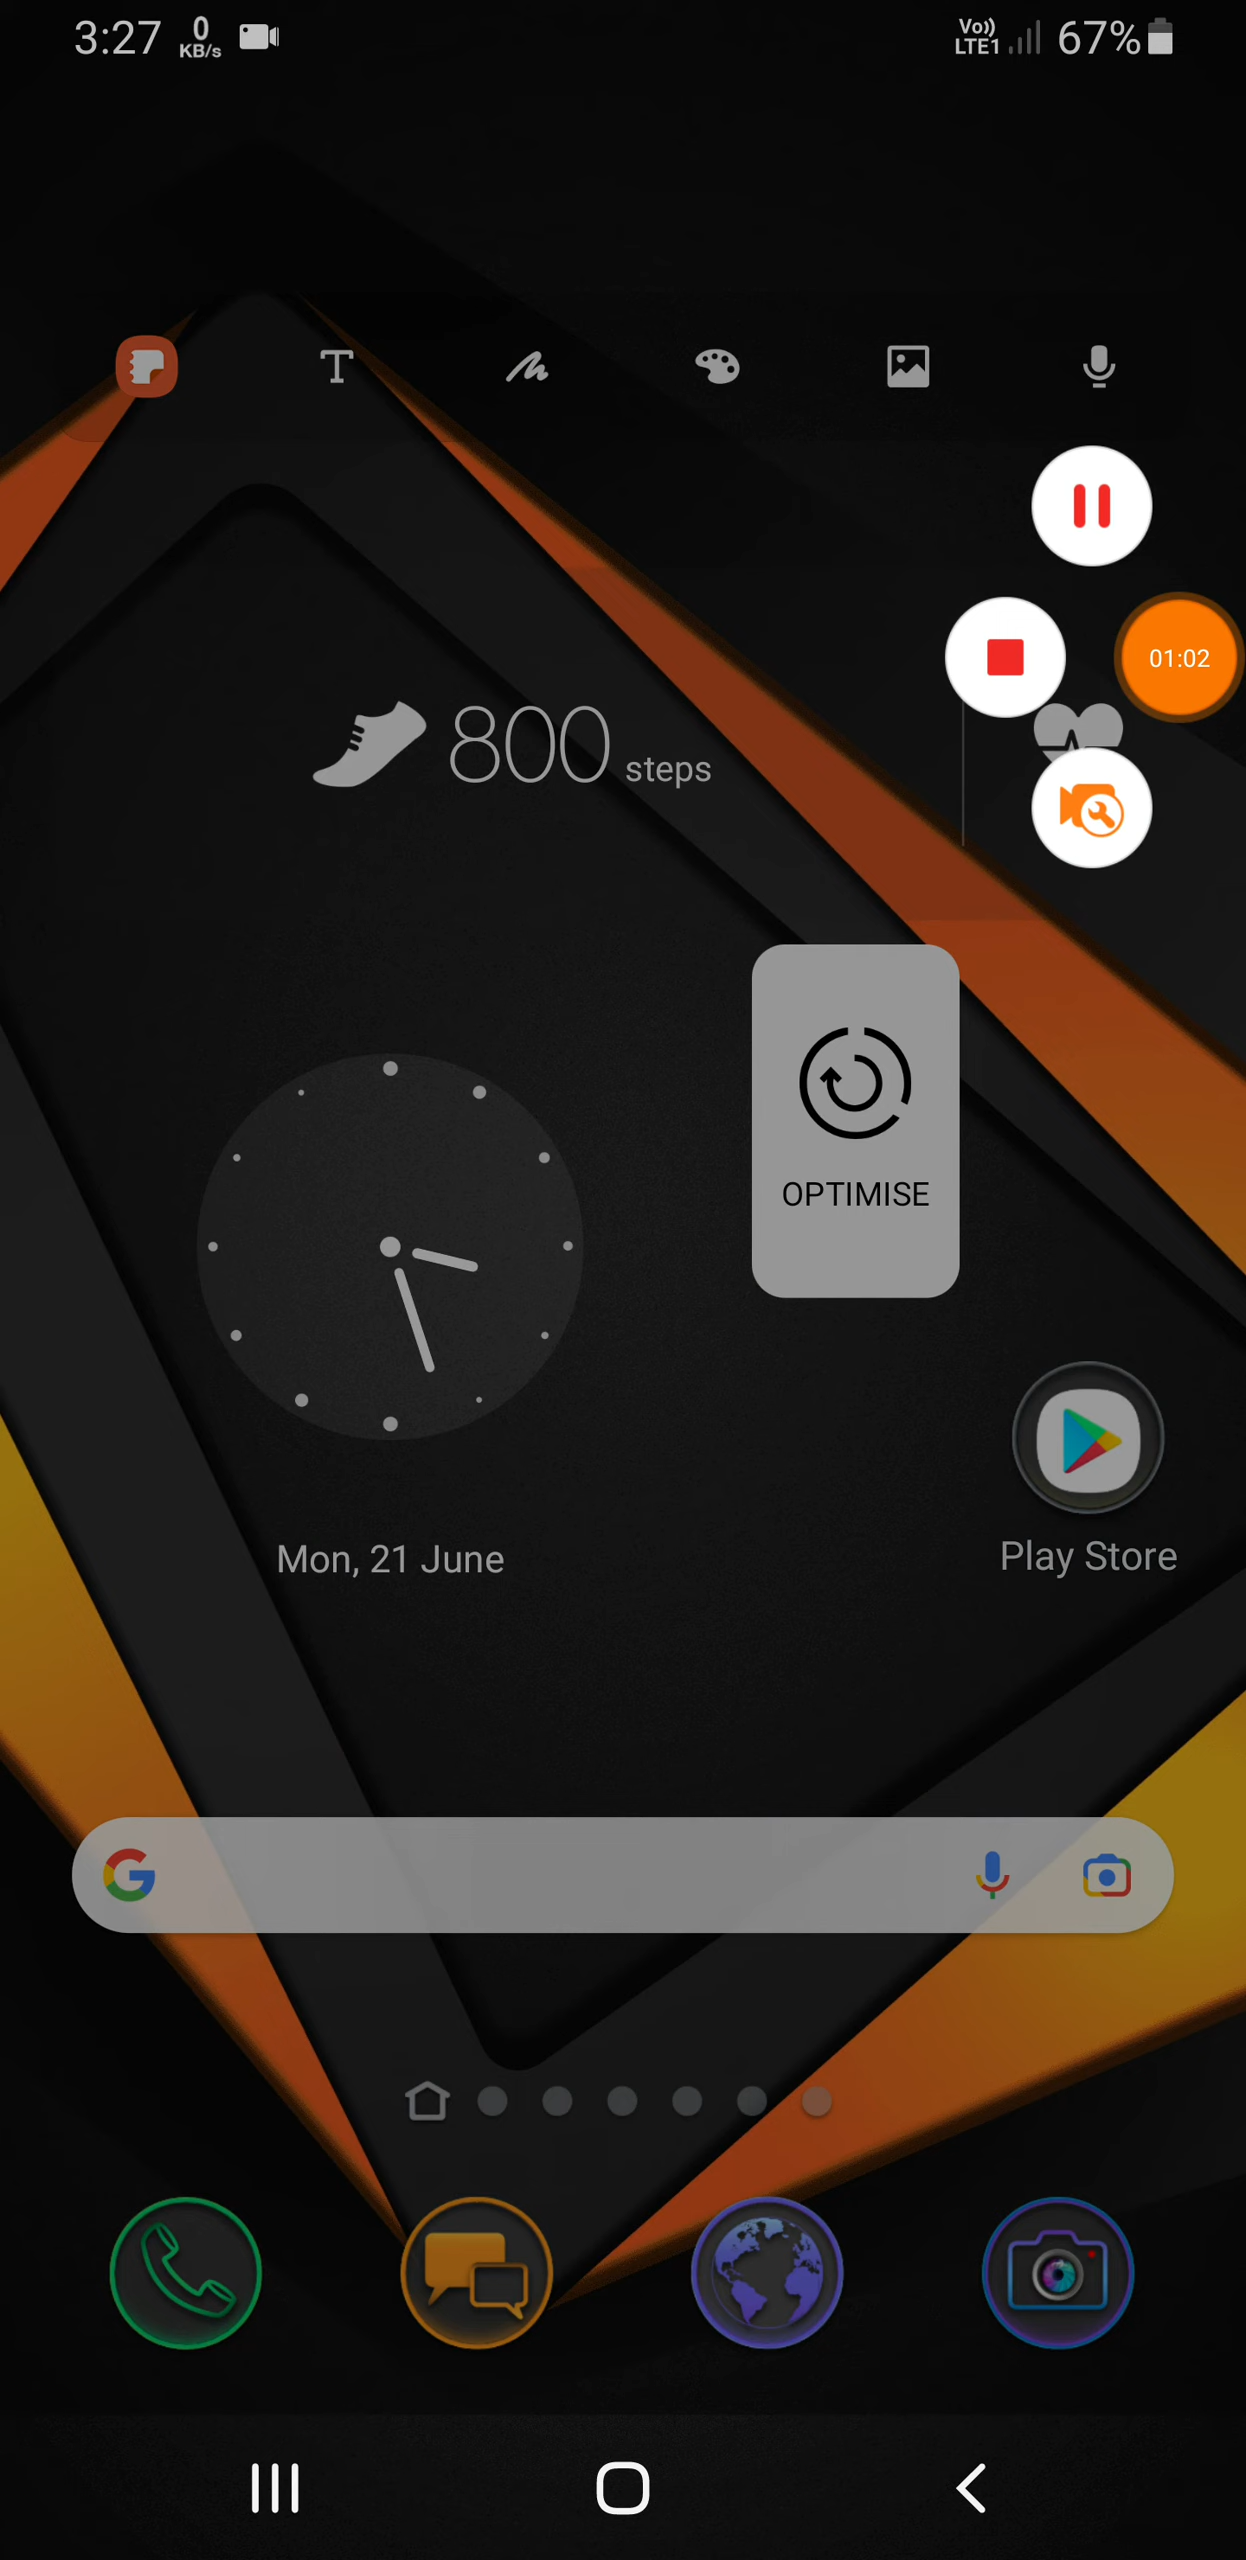 3:27 0 KB/s Vo)) LTE1 67%
01:02
800 steps
OPTIMISE
Mon, 21 June
Play Store